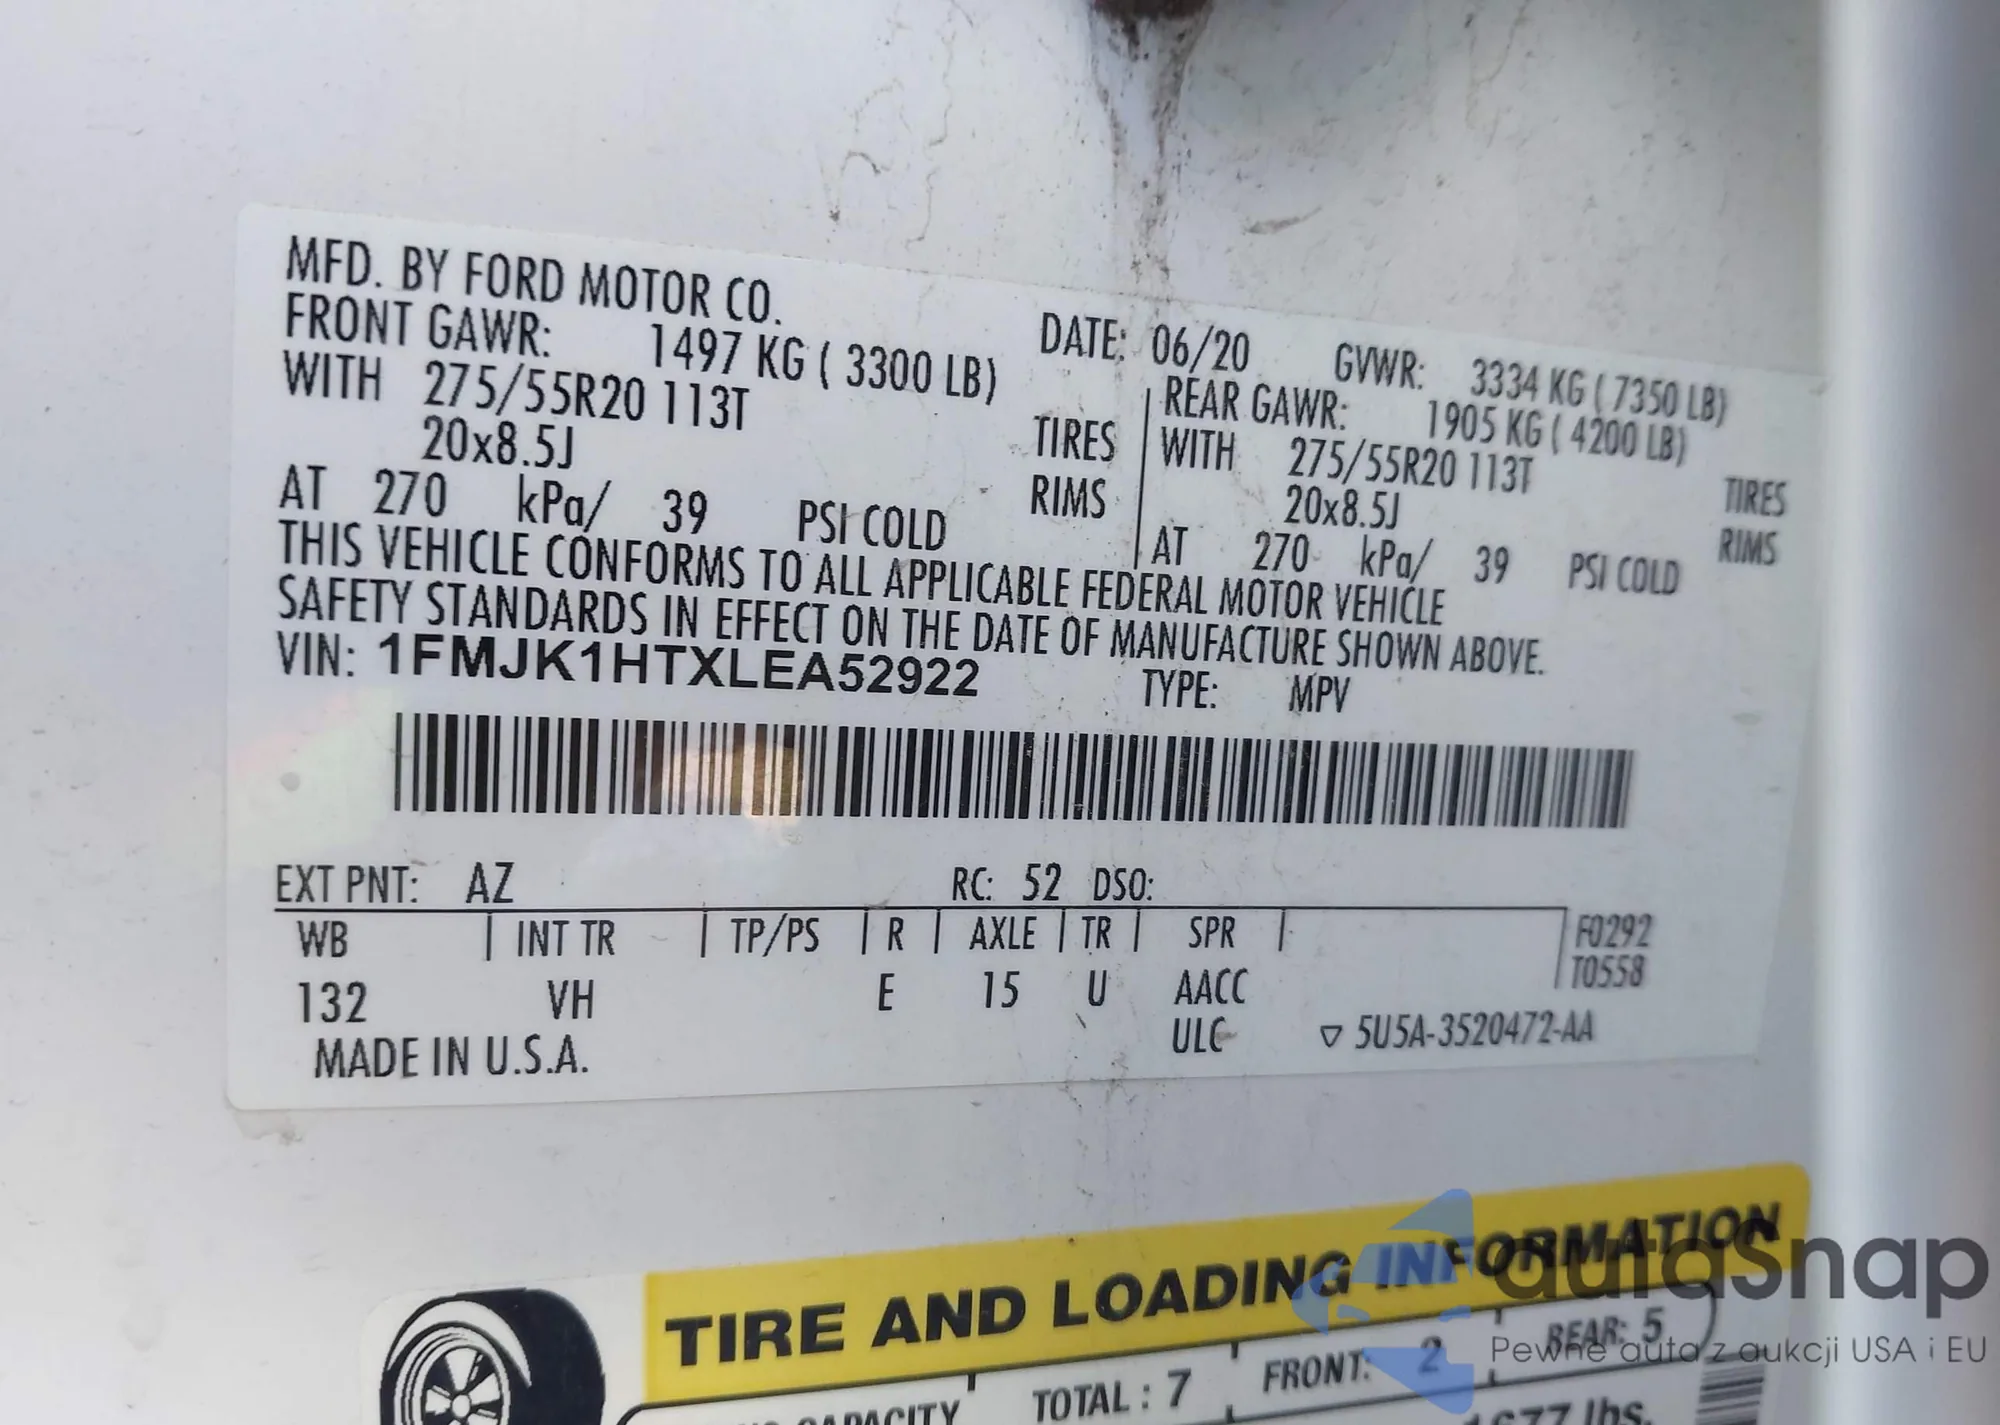 MFD. BY FORD MOTOR CO.
DATE: 06/20 GVWR: 3334 KG ( 7350 LB)
FRONT GAWR: 1497 KG ( 3300 LB)
REAR GAWR: 1905 KG ( 4200 LB)
WITH 275/55R20 113T TIRES
WITH 275/55R20 113T TIRES
20x8.5J RIMS
20x8.5J RIMS
AT 270 kPa/ 39 PSI COLD
AT 270 kPa/ 39 PSI COLD
THIS VEHICLE CONFORMS TO ALL APPLICABLE FEDERAL MOTOR VEHICLE
SAFETY STANDARDS IN EFFECT ON THE DATE OF MANUFACTURE SHOWN ABOVE.
VIN: 1FMJK1HTXLEA52922 TYPE: MPV
EXT PNT: AZ RC: 52 DSO:
WB | INT TR | TP/PS | R | AXLE | TR | SPR | F0292
T0558
132 VH E 15 U AACC
ULC ▽ 5U5A-3520472-AA
MADE IN U.S.A.
TIRE AND LOADING INFORMATION
CAPACITY TOTAL : 7 FRONT: 2 REAR: 5
lbs.
autaSnap
Pewne auta z aukcji USA i EU